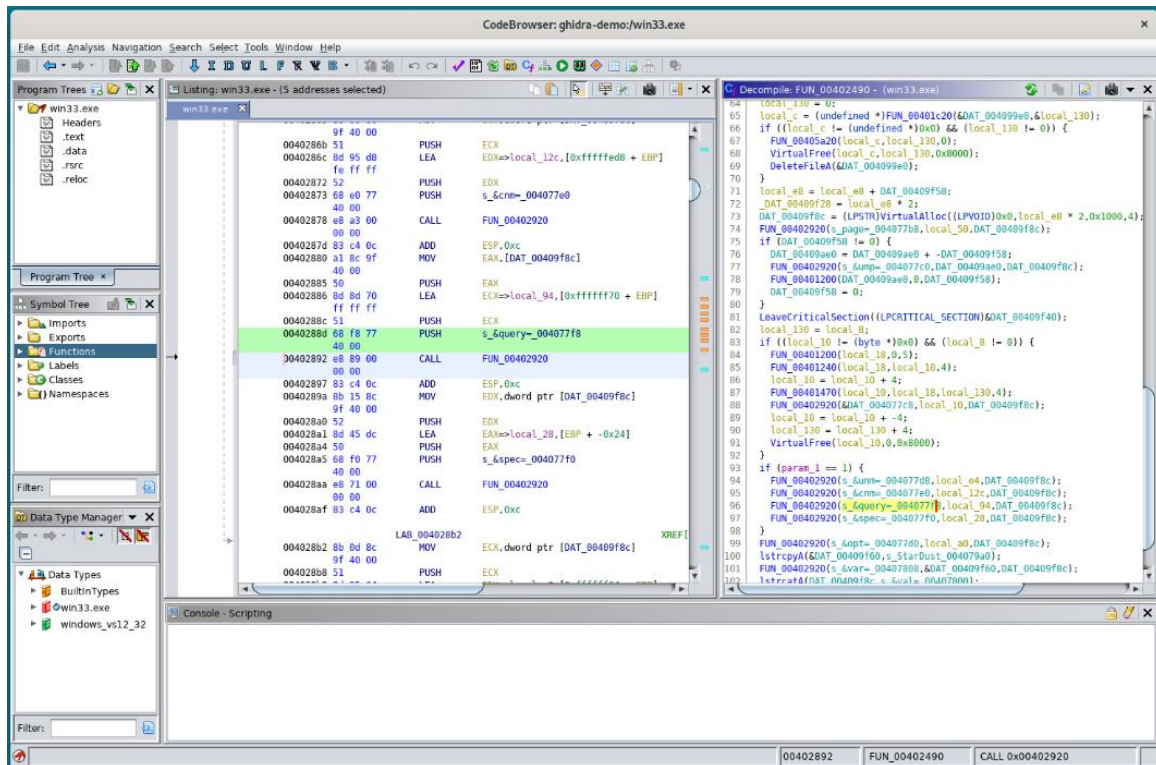 CodeBrowser: ghidra-demo:/win33.exe
File Edit Analysis Navigation Search Select Tools Window Help
Program Trees
win33.exe
Headers
.text
.data
.rsrc
.reloc
Program Tree
Symbol Tree
Imports
Exports
Functions
Labels
Classes
Namespaces
Filter:
Data Type Manager
Data Types
BuiltInTypes
win33.exe
windows_vs12_32
Filter:
Listing: win33.exe - (5 addresses selected)
win33.exe
9f 40 00
0040286b 51 PUSH ECX
0040286c 8d 95 d8 LEA EDX=>local_12c,[0xfffffed8 + EBP]
fe ff ff
00402872 52 PUSH EDX
00402873 68 e0 77 PUSH s_&cnm=_004077e0
40 00
00402878 e8 a3 00 CALL FUN_00402920
00 00
0040287d 83 c4 0c ADD ESP,0xc
00402880 a1 8c 9f MOV EAX,[DAT_00409f8c]
40 00
00402885 50 PUSH EAX
00402886 8d 8d 70 LEA ECX=>local_94,[0xffffff70 + EBP]
ff ff ff
0040288c 51 PUSH ECX
0040288d 68 f8 77 PUSH s_&query=_004077f8
40 00
00402892 e8 89 00 CALL FUN_00402920
00 00
00402897 83 c4 0c ADD ESP,0xc
0040289a 8b 15 8c MOV EDX,dword ptr [DAT_00409f8c]
9f 40 00
004028a0 52 PUSH EDX
004028a1 8d 45 dc LEA EAX=>local_28,[EBP + -0x24]
004028a4 50 PUSH EAX
004028a5 68 f0 77 PUSH s_&spec=_004077f0
40 00
004028aa e8 71 00 CALL FUN_00402920
00 00
004028af 83 c4 0c ADD ESP,0xc
LAB_004028b2 XREF[
004028b2 8b 0d 8c MOV ECX,dword ptr [DAT_00409f8c]
9f 40 00
004028b8 51 PUSH ECX
Decompile: FUN_00402490 - (win33.exe)
64 local_130 = 0;
65 local_c = (undefined *)FUN_00401c20(&DAT_004099e0,&local_130);
66 if ((local_c != (undefined *)0x0) && (local_130 != 0)) {
67 FUN_00405a20(local_c,local_130,0);
68 VirtualFree(local_c,local_130,0x8000);
69 DeleteFileA(&DAT_004099e0);
70 }
71 local_e8 = local_e8 + DAT_00409f58;
72 _DAT_00409f28 = local_e8 * 2;
73 DAT_00409f8c = (LPSTR)VirtualAlloc((LPVOID)0x0,local_e8 * 2,0x1000,4);
74 FUN_00402920(s_page=_004077b8,local_50,DAT_00409f8c);
75 if (DAT_00409f58 != 0) {
76 DAT_00409ae0 = DAT_00409ae0 + -DAT_00409f58;
77 FUN_00402920(s_&ump=_004077c0,DAT_00409ae0,DAT_00409f8c);
78 FUN_00401200(DAT_00409ae0,0,DAT_00409f58);
79 DAT_00409f58 = 0;
80 }
81 LeaveCriticalSection((LPCRITICAL_SECTION)&DAT_00409f40);
82 local_130 = local_8;
83 if ((local_10 != (byte *)0x0) && (local_8 != 0)) {
84 FUN_00401200(local_18,0,5);
85 FUN_00401240(local_18,local_10,4);
86 local_10 = local_10 + 4;
87 FUN_00401470(local_10,local_18,local_130,4);
88 FUN_00402920(&DAT_004077c8,local_10,DAT_00409f8c);
89 local_10 = local_10 + -4;
90 local_130 = local_130 + 4;
91 VirtualFree(local_10,0,0x8000);
92 }
93 if (param_1 == 1) {
94 FUN_00402920(s_&unm=_004077d8,local_e4,DAT_00409f8c);
95 FUN_00402920(s_&cnm=_004077e0,local_12c,DAT_00409f8c);
96 FUN_00402920(s_&query=_004077f8,local_94,DAT_00409f8c);
97 FUN_00402920(s_&spec=_004077f0,local_28,DAT_00409f8c);
98 }
99 FUN_00402920(s_&opt=_004077d0,local_a0,DAT_00409f8c);
100 lstrcpyA(&DAT_00409f60,s_StarDust_004079a0);
101 FUN_00402920(s_&var=_00407808,&DAT_00409f60,DAT_00409f8c);
102 lstrcatA(DAT_00409f8c,s_&val=_00407800);
Console - Scripting
00402892
FUN_00402490
CALL 0x00402920